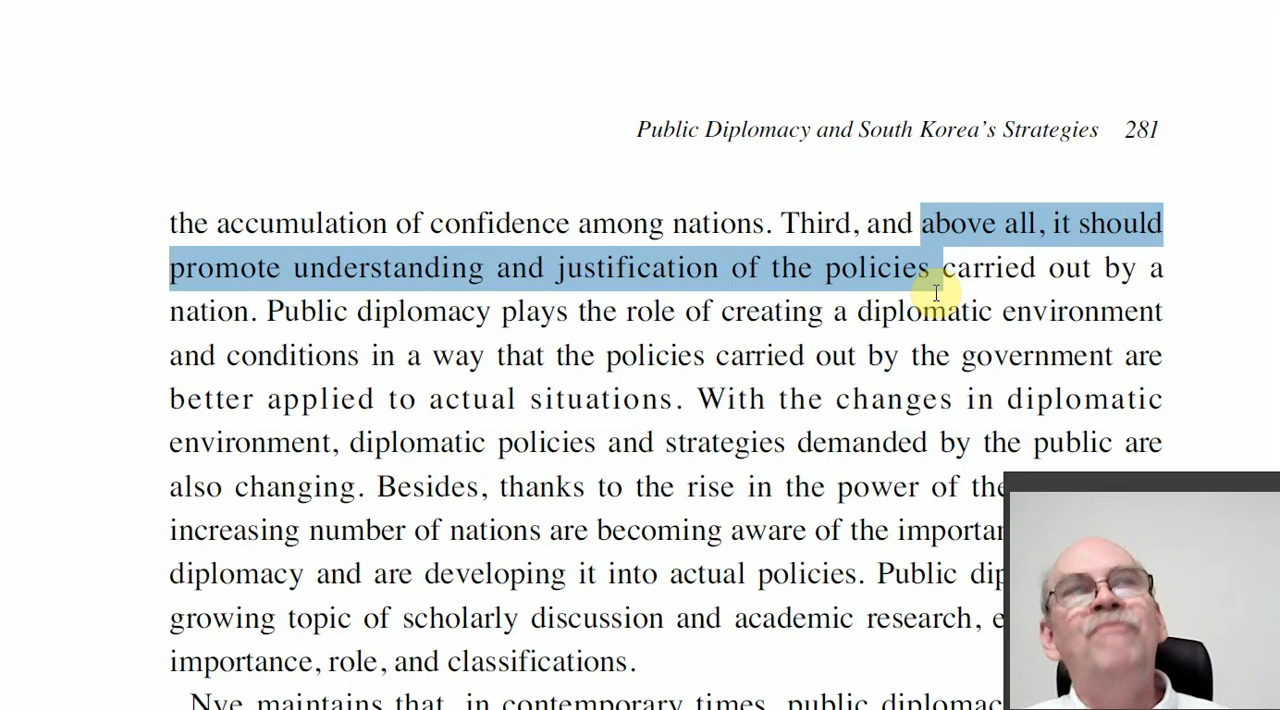 Public Diplomacy and South Korea's Strategies 281
the accumulation of confidence among nations. Third, and above all, it should
promote understanding and justification of the policies carried out by a
nation. Public diplomacy plays the role of creating a diplomatic environment
and conditions in a way that the policies carried out by the government are
better applied to actual situations. With the changes in diplomatic
environment, diplomatic policies and strategies demanded by the public are
also changing. Besides, thanks to the rise in the power of the
increasing number of nations are becoming aware of the
diplomacy and are developing it into actual policies. Public
growing topic of scholarly discussion and academic research,
importance, role, and classifications.
Nye maintains that, in contemporary times, public